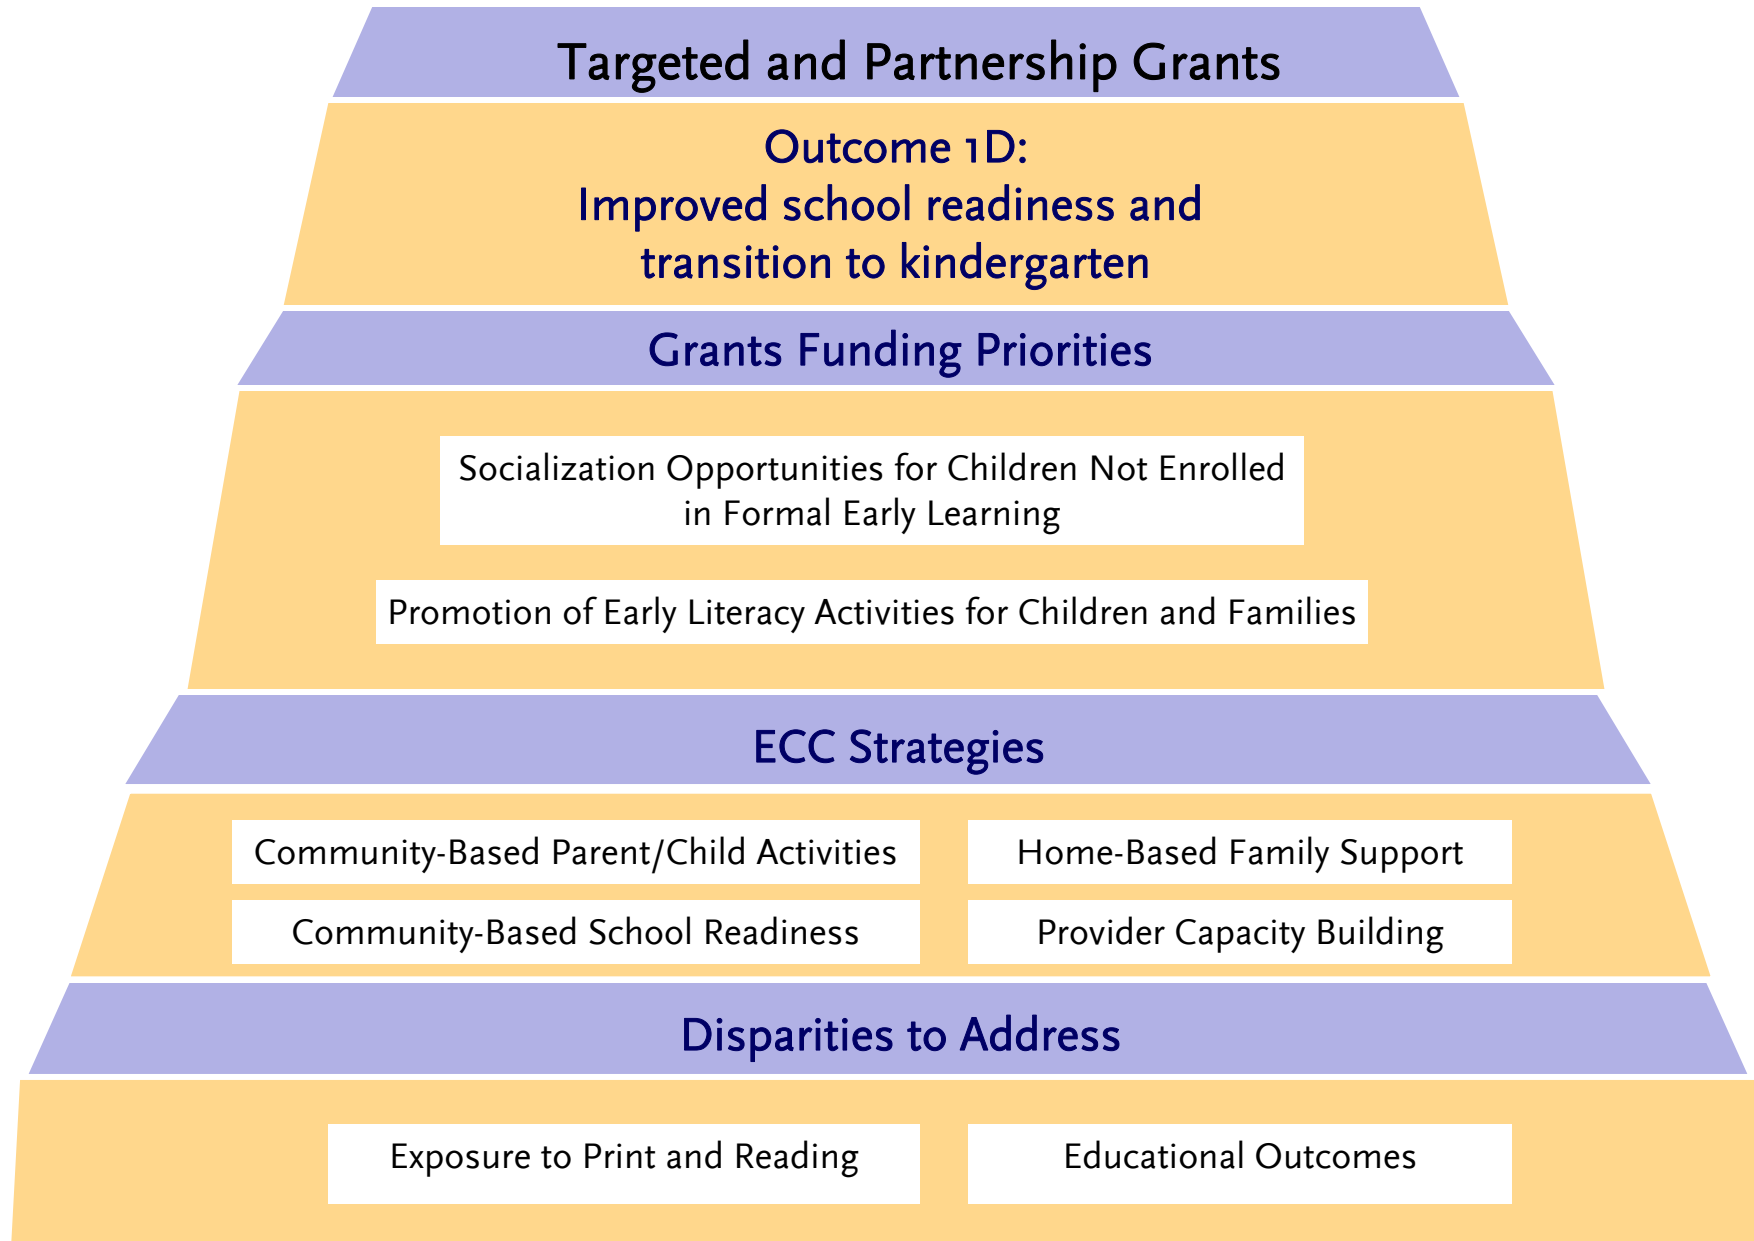 Targeted and Partnership Grants
Outcome 1D:
Improved school readiness and
transition to kindergarten
Grants Funding Priorities
Socialization Opportunities for Children Not Enrolled
in Formal Early Learning
Promotion of Early Literacy Activities for Children and Families
ECC Strategies
Community-Based Parent/Child Activities
Home-Based Family Support
Community-Based School Readiness
Provider Capacity Building
Disparities to Address
Exposure to Print and Reading
Educational Outcomes